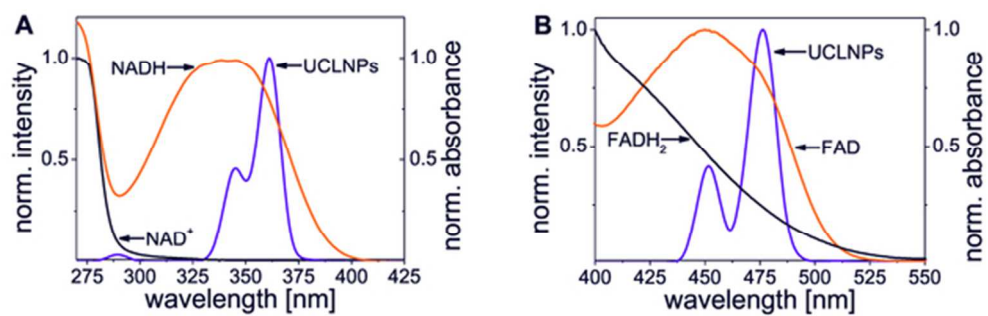 A
norm. intensity
1.0
0.5
NADH
UCLNPs
NAD+
1.0
0.5
norm. absorbance
275 300 325 350 375 400 425
wavelength [nm]
B
norm. intensity
1.0
0.5
UCLNPs
FADH2
FAD
1.0
0.5
norm. absorbance
400 425 450 475 500 525 550
wavelength [nm]